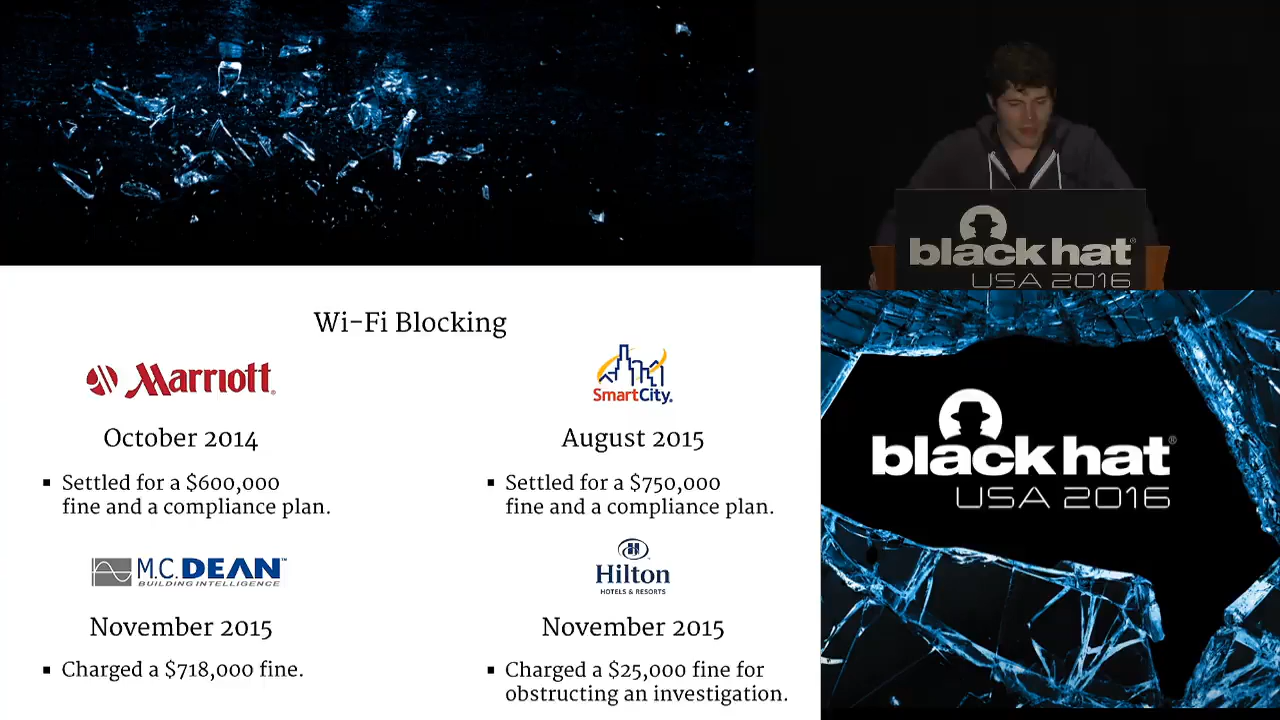 black hat
USA 2016
Wi-Fi Blocking
Marriott
October 2014
▪ Settled for a $600,000
fine and a compliance plan.
SmartCity
August 2015
▪ Settled for a $750,000
fine and a compliance plan.
M.C. DEAN™
BUILDING INTELLIGENCE
November 2015
▪ Charged a $718,000 fine.
H
Hilton
HOTELS & RESORTS
November 2015
▪ Charged a $25,000 fine for
obstructing an investigation.
black hat®
USA 2016